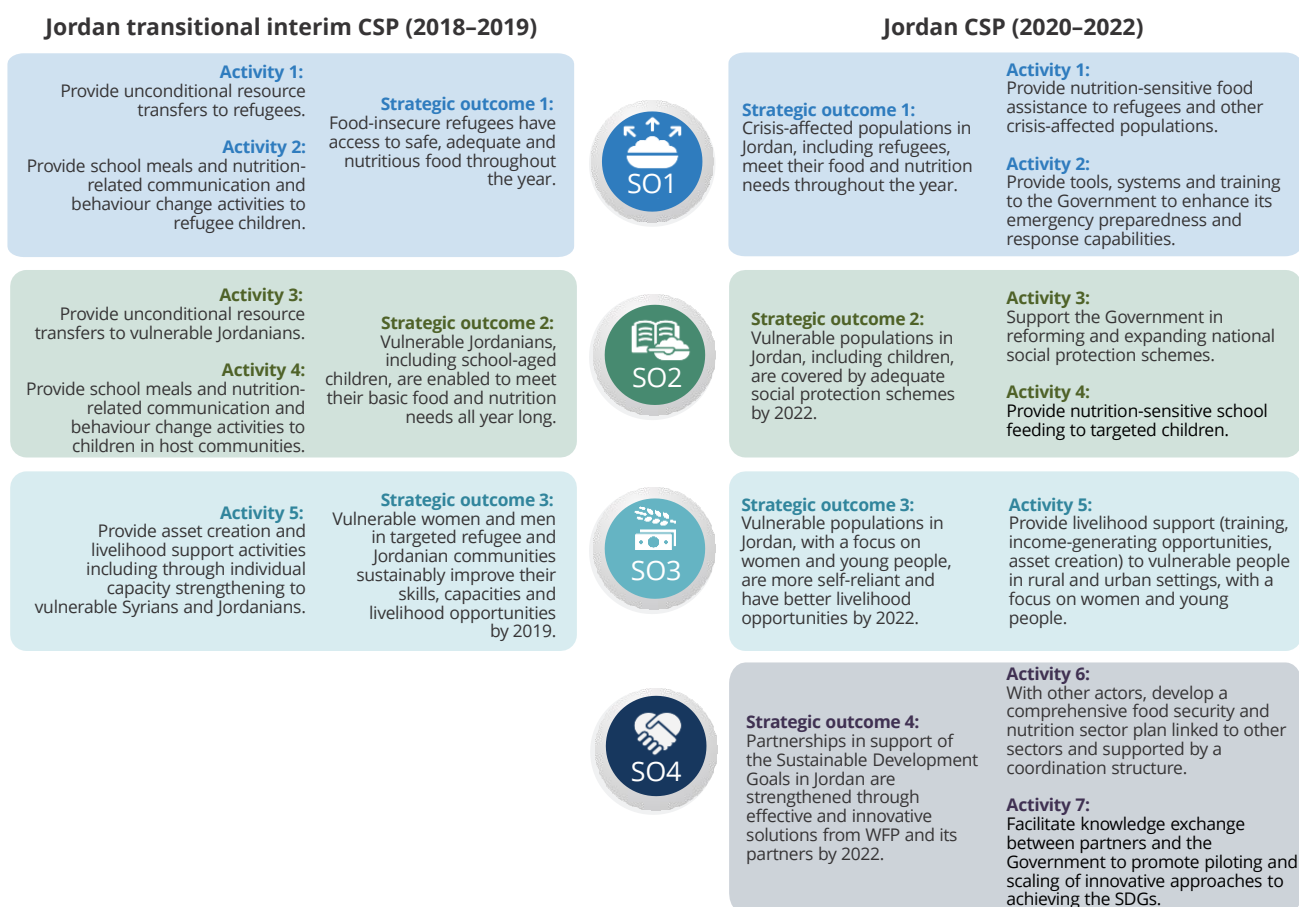 Jordan transitional interim CSP (2018–2019)
Activity 1:
Provide unconditional resource
transfers to refugees.
Activity 2:
Provide school meals and nutrition-
related communication and
behaviour change activities to
refugee children.
Strategic outcome 1:
Food-insecure refugees have
access to safe, adequate and
nutritious food throughout
the year.
Activity 3:
Provide unconditional resource
transfers to vulnerable Jordanians.
Activity 4:
Provide school meals and nutrition-
related communication and
behaviour change activities to
children in host communities.
Strategic outcome 2:
Vulnerable Jordanians,
including school-aged
children, are enabled to meet
their basic food and nutrition
needs all year long.
Activity 5:
Provide asset creation and
livelihood support activities
including through individual
capacity strengthening to
vulnerable Syrians and Jordanians.
Strategic outcome 3:
Vulnerable women and men
in targeted refugee and
Jordanian communities
sustainably improve their
skills, capacities and
livelihood opportunities
by 2019.
SO1
SO2
SO3
SO4
Jordan CSP (2020–2022)
Strategic outcome 1:
Crisis-affected populations in
Jordan, including refugees,
meet their food and nutrition
needs throughout the year.
Activity 1:
Provide nutrition-sensitive food
assistance to refugees and other
crisis-affected populations.
Activity 2:
Provide tools, systems and training
to the Government to enhance its
emergency preparedness and
response capabilities.
Strategic outcome 2:
Vulnerable populations in
Jordan, including children,
are covered by adequate
social protection schemes
by 2022.
Activity 3:
Support the Government in
reforming and expanding national
social protection schemes.
Activity 4:
Provide nutrition-sensitive school
feeding to targeted children.
Strategic outcome 3:
Vulnerable populations in
Jordan, with a focus on
women and young people,
are more self-reliant and
have better livelihood
opportunities by 2022.
Activity 5:
Provide livelihood support (training,
income-generating opportunities,
asset creation) to vulnerable people
in rural and urban settings, with a
focus on women and young
people.
Strategic outcome 4:
Partnerships in support of
the Sustainable Development
Goals in Jordan are
strengthened through
effective and innovative
solutions from WFP and its
partners by 2022.
Activity 6:
With other actors, develop a
comprehensive food security and
nutrition sector plan linked to other
sectors and supported by a
coordination structure.
Activity 7:
Facilitate knowledge exchange
between partners and the
Government to promote piloting and
scaling of innovative approaches to
achieving the SDGs.